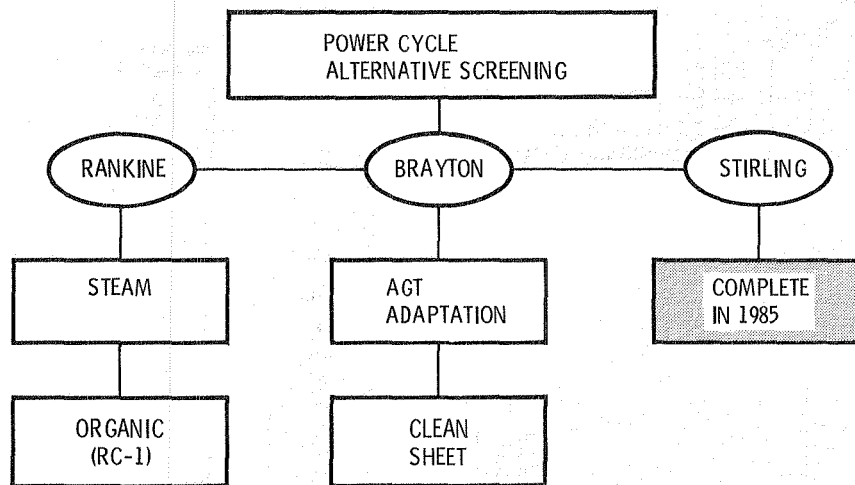 POWER CYCLE
ALTERNATIVE SCREENING
RANKINE
BRAYTON
STIRLING
STEAM
AGT
ADAPTATION
COMPLETE
IN 1985
ORGANIC
(RC-1)
CLEAN
SHEET